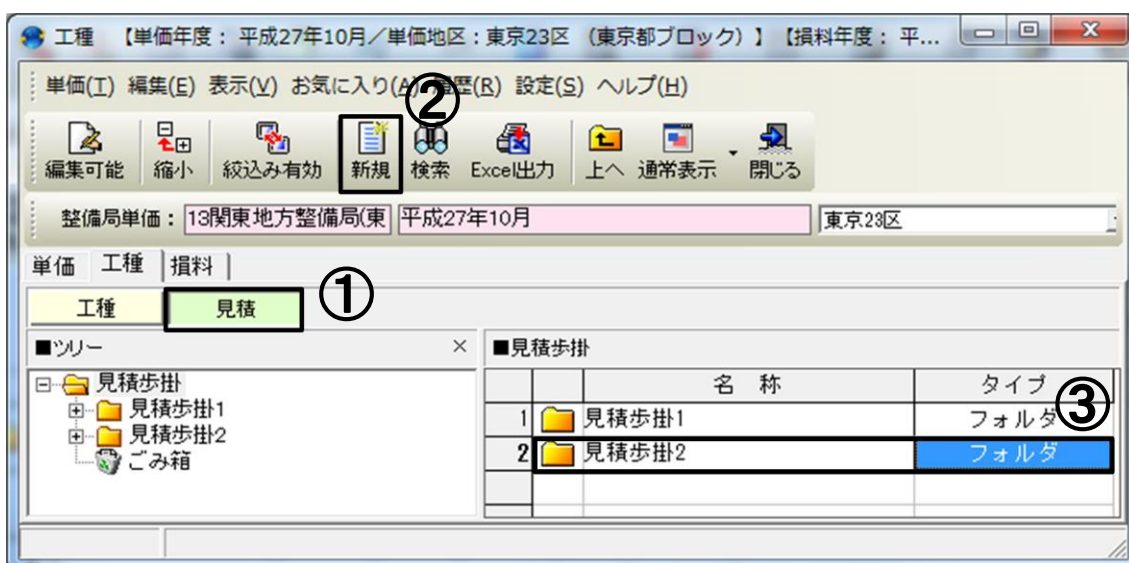 工種 【単価年度： 平成27年10月／単価地区：東京23区 （東京都ブロック）】【損料年度： 平...
単価(T) 編集(E) 表示(V) お気に入り(A) 履歴(R) 設定(S) ヘルプ(H)
②
編集可能 縮小 絞込み有効 新規 検索 Excel出力 上へ 通常表示 閉じる
整備局単価： 13関東地方整備局(東 平成27年10月 東京23区
単価 工種 損料
工種 見積 ①
■ツリー ■見積歩掛
見積歩掛
見積歩掛1
見積歩掛2
ごみ箱
名 称 タイプ
1 見積歩掛1 フォルダ ③
2 見積歩掛2 フォルダ